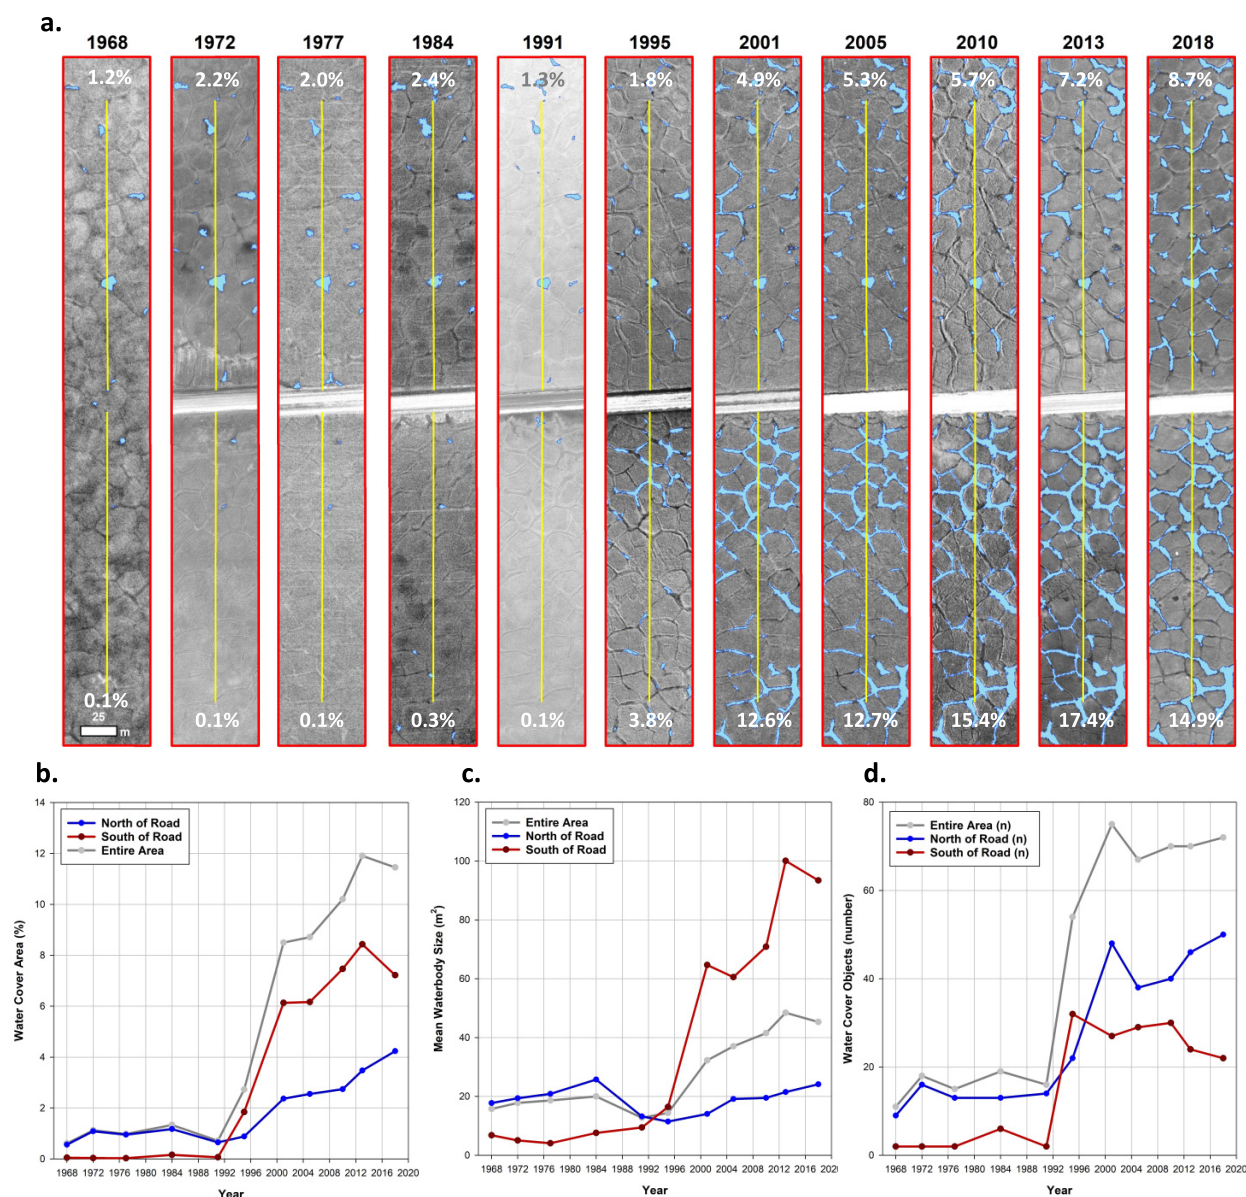 a.
1968 1972 1977 1984 1991 1995 2001 2005 2010 2013 2018
1.2% 2.2% 2.0% 2.4% 1.3% 1.8% 4.9% 5.3% 5.7% 7.2% 8.7%
0.1% 0.1% 0.1% 0.3% 0.1% 3.8% 12.6% 12.7% 15.4% 17.4% 14.9%
25
m
b.
14
12
10
8
6
4
2
0
Water Cover Area (%)
North of Road
South of Road
Entire Area
1968 1972 1976 1980 1984 1988 1992 1996 2000 2004 2008 2012 2016 2020
Year
c.
120
100
80
60
40
20
0
Mean Waterbody Size (m²)
Entire Area
North of Road
South of Road
1968 1972 1976 1980 1984 1988 1992 1996 2000 2004 2008 2012 2016 202
Year
d.
80
60
40
20
0
Water Cover Objects (number)
Entire Area (n)
North of Road (n)
South of Road (n)
1968 1972 1976 1980 1984 1988 1992 1996 2000 2004 2008 2012 2016 2020
Year